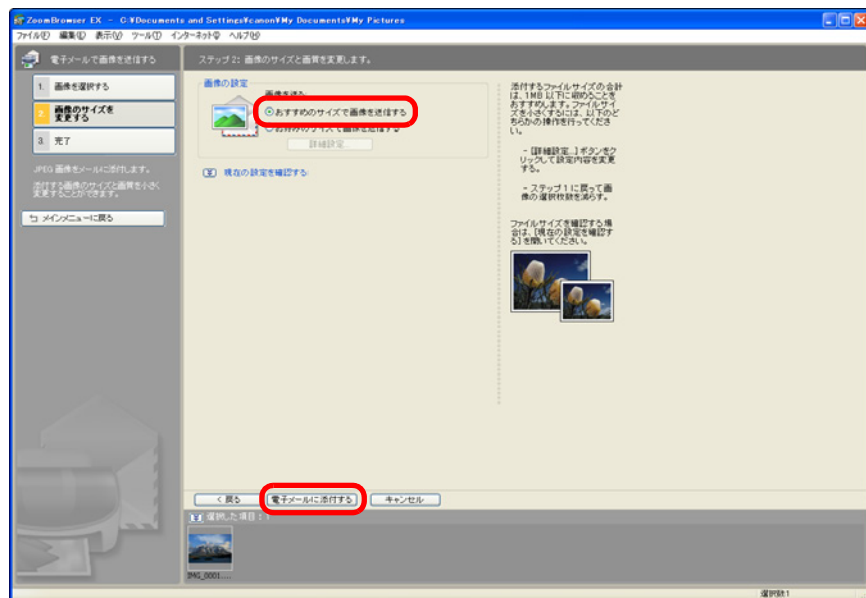 ZoomBrowser EX - C:¥Documents and Settings¥canon¥My Documents¥My Pictures
ファイル(F) 編集(E) 表示(V) ツール(T) インターネット(I) ヘルプ(H)
電子メールで画像を送信する
ステップ2: 画像のサイズと画質を変更します。
1. 画像を選択する
2. 画像のサイズを
変更する
3. 完了
JPEG 画像をメールに添付します。
添付する画像のサイズと画質を小さく
変更することができます。
メインメニューに戻る
画像の設定
画像を送る:
おすすめのサイズで画像を送信する
お好みのサイズで画像を送信する
詳細設定...
現在の設定を確認する
添付するファイルサイズの合計
は、1MB 以下に収めることを
おすすめします。ファイルサイ
ズを小さくするには、以下のど
ちらかの操作を行ってくださ
い。
- [詳細設定...] ボタンをク
リックして設定内容を変更
する。
- ステップ 1 に戻って画
像の選択枚数を減らす。
ファイルサイズを確認する場
合は、[現在の設定を確認す
る] を開いてください。
< 戻る
電子メールに添付する
キャンセル
選択した項目: 1
IMG_0001....
選択数:1